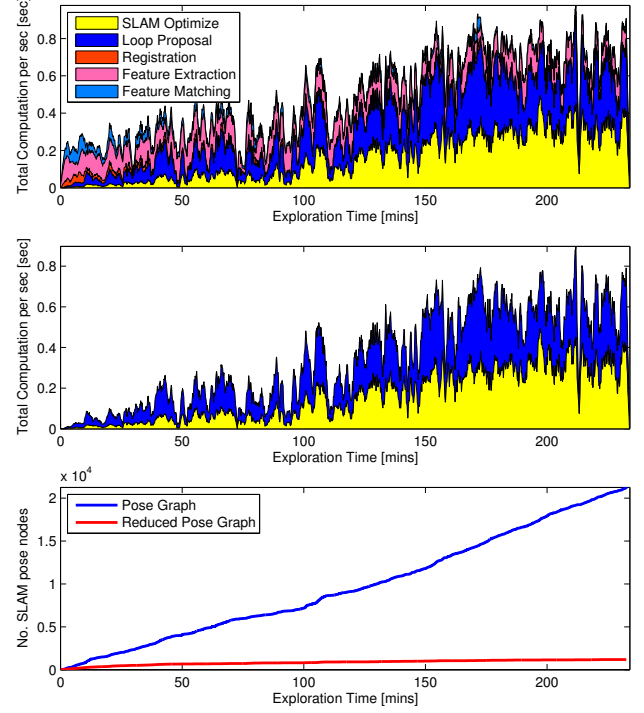 Total Computation per sec [sec]
0.8
0.6
0.4
0.2
0
SLAM Optimize
Loop Proposal
Registration
Feature Extraction
Feature Matching
0 50 100 150 200
Exploration Time [mins]
Total Computation per sec [sec]
0.8
0.6
0.4
0.2
0
0 50 100 150 200
Exploration Time [mins]
x 10^4
No. SLAM pose nodes
2
1.5
1
0.5
0
Pose Graph
Reduced Pose Graph
0 50 100 150 200
Exploration Time [mins]